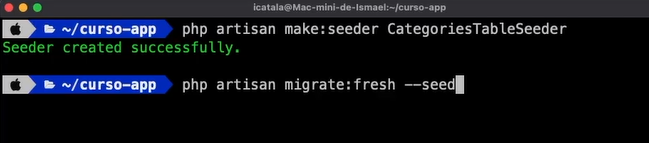 icatala@Mac-mini-de-Ismael:~/curso-app
~/curso-app php artisan make:seeder CategoriesTableSeeder
Seeder created successfully.
~/curso-app php artisan migrate:fresh --seed